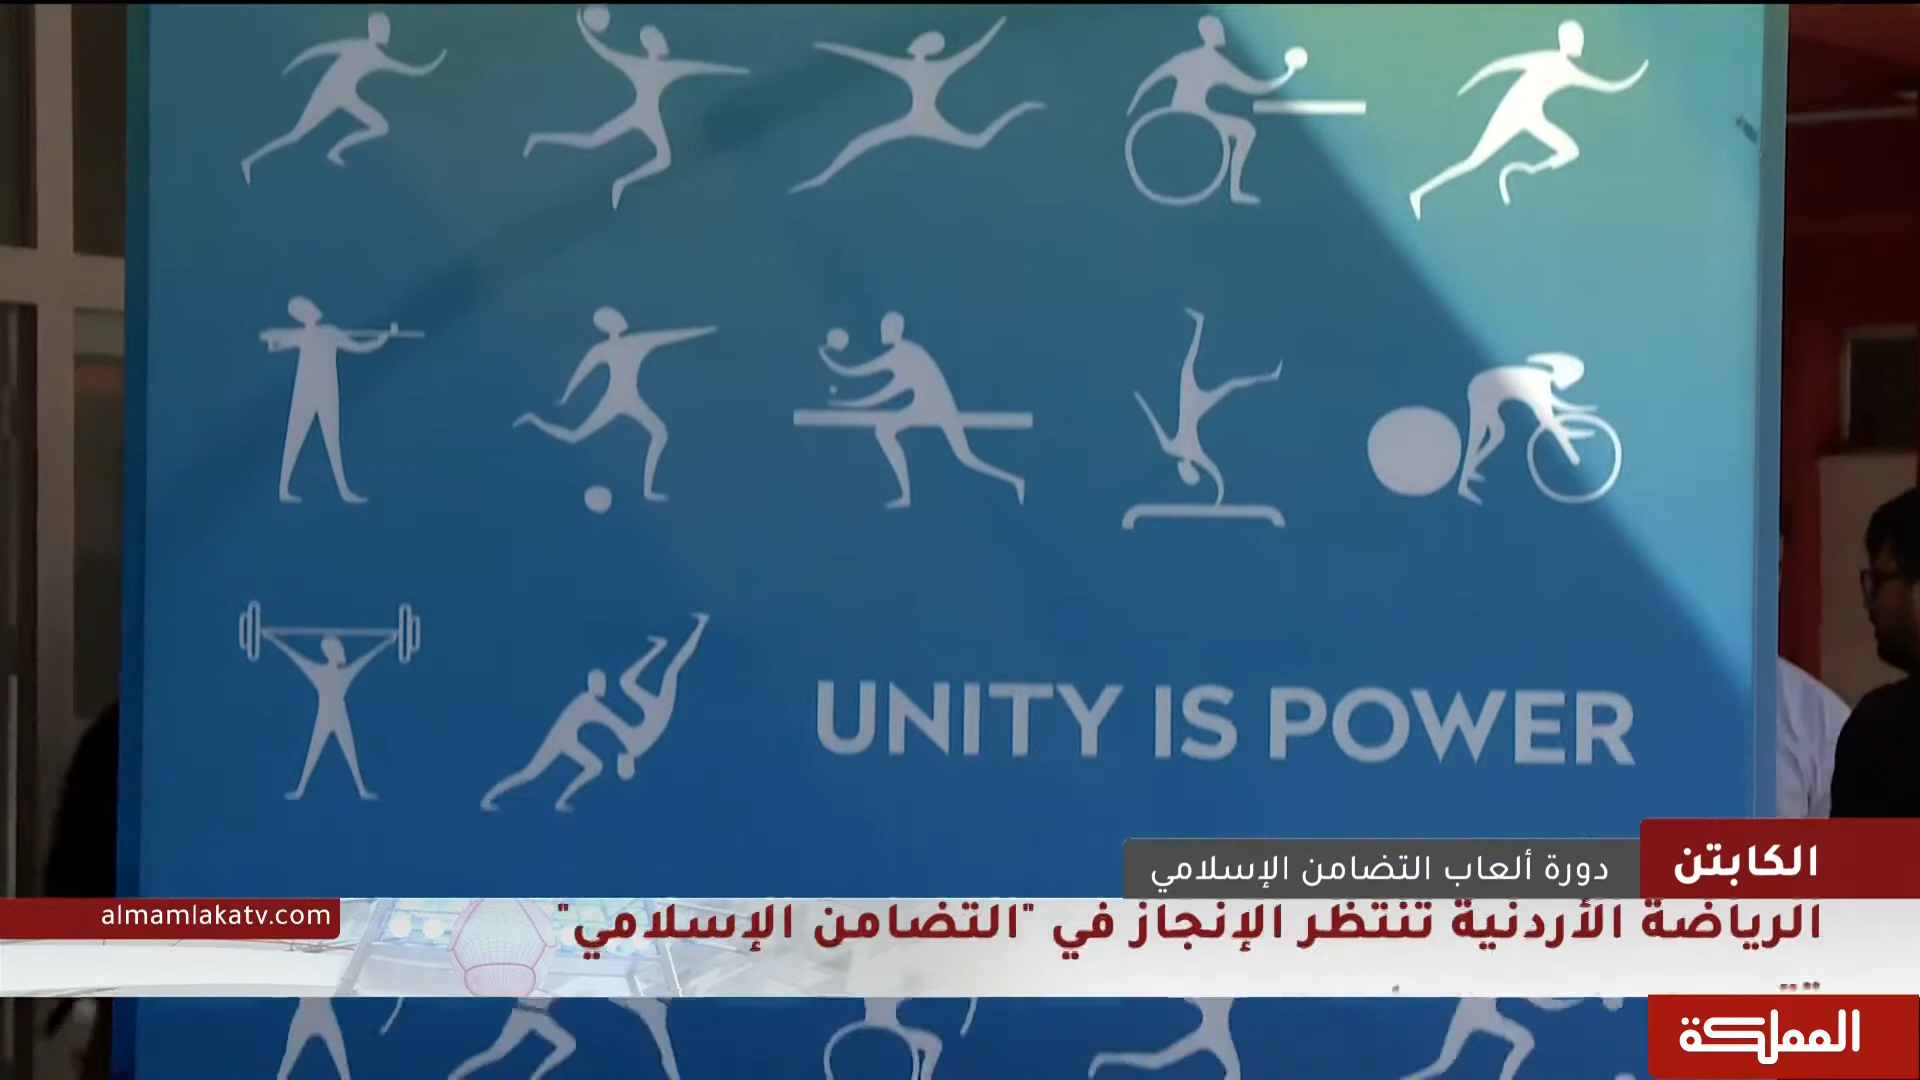 UNITY IS POWER
الكابتن
دورة ألعاب التضامن الإسلامي
almamlakatv.com
الرياضة الأردنية تنتظر الإنجاز في "التضامن الإسلامي"
المملكة